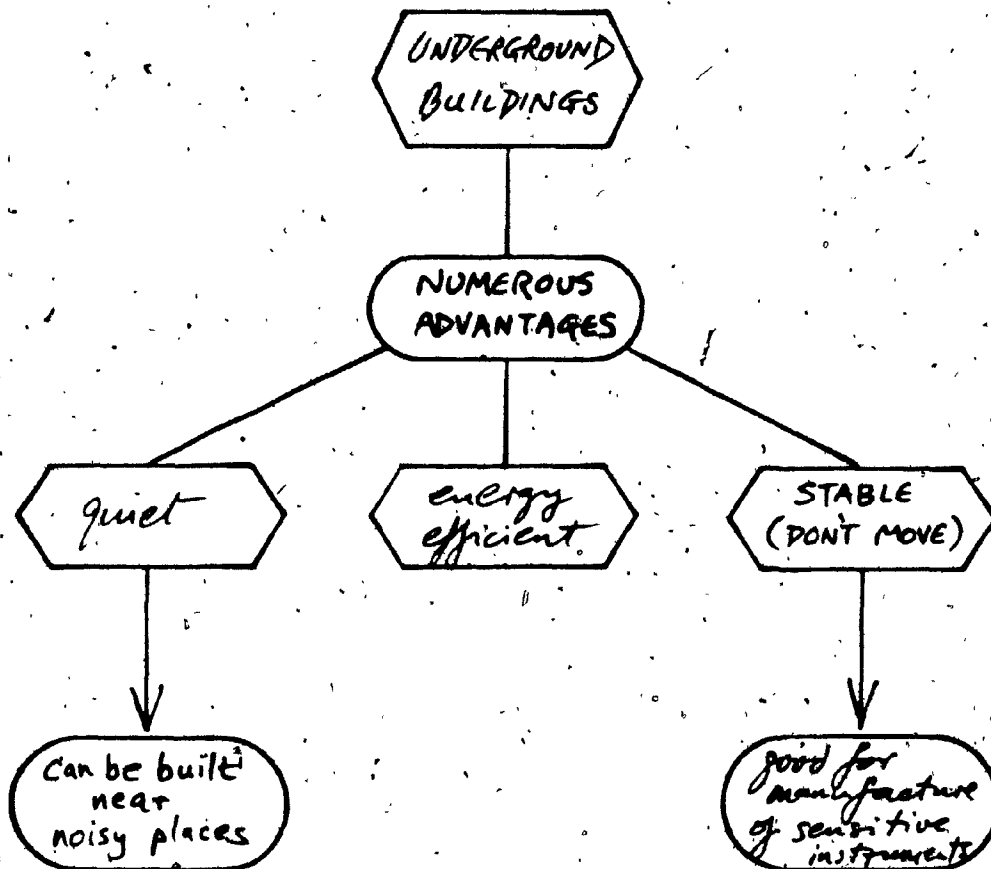 UNDERGROUND
BUILDINGS
NUMEROUS
ADVANTAGES
quiet
energy
efficient.
STABLE
(DON'T MOVE)
Can be built
near
noisy places
good for
manufacture
of sensitive
instruments